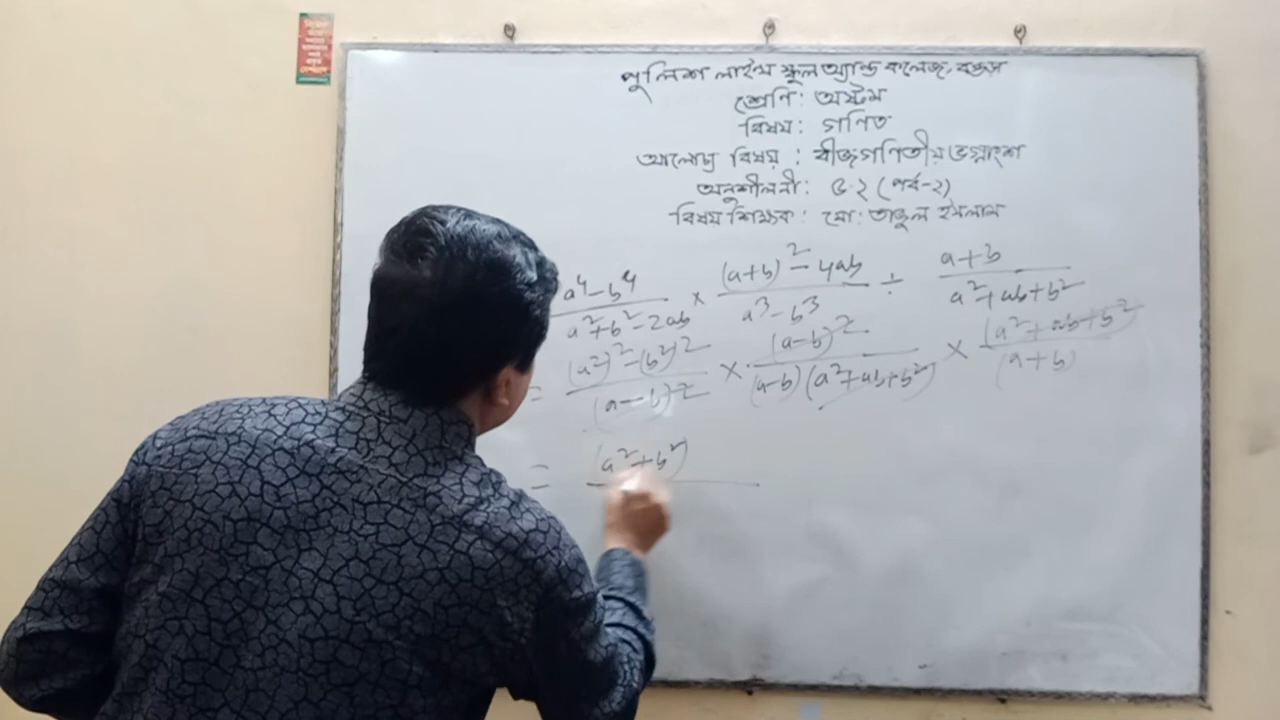 পুলিশ লাইন্স স্কুল অ্যান্ড কলেজ, বগুড়া
শ্রেণি: অষ্টম
বিষয়: গণিত
আলোচ্য বিষয়: বীজগণিতীয় ভগ্নাংশ
অনুশীলনী: ৫.২ (পর্ব-২)
বিষয় শিক্ষক: মো: তাজুল ইসলাম
a⁴-b⁴/a²+b²-2ab × (a+b)²-4ab/a³-b³ ÷ a+b/a²+ab+b²
= (a²)²-(b²)²/(a-b)² × (a-b)²/(a-b)(a²+ab+b²) × (a²+ab+b²)/(a+b)
= (a²+b²)